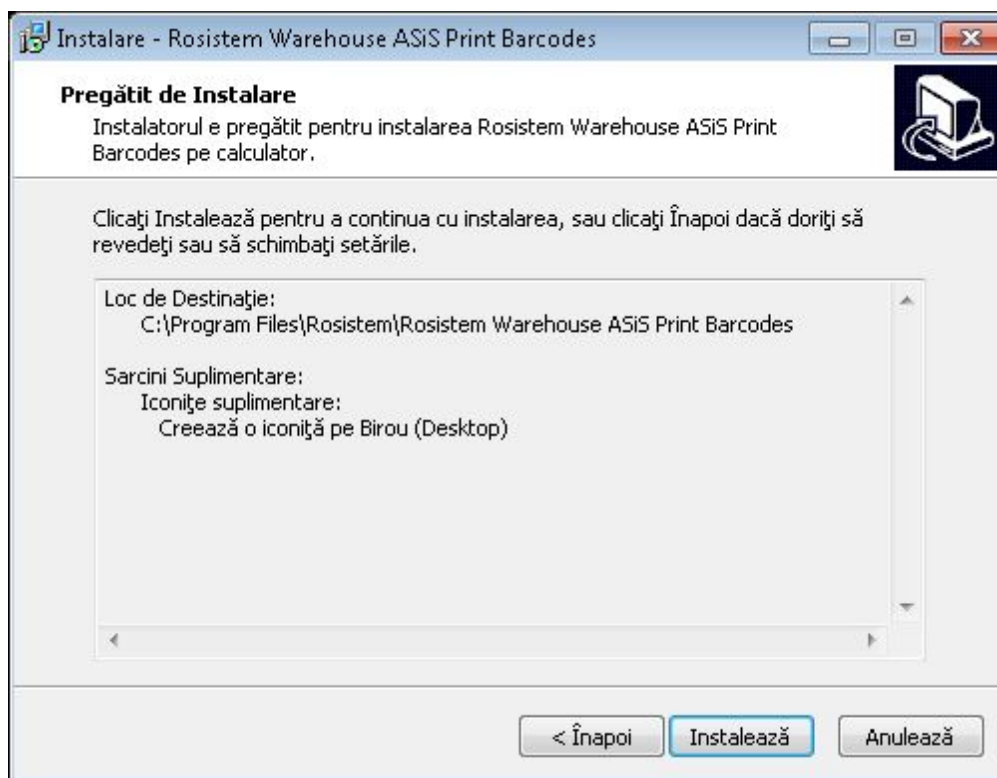 Instalare - Rosistem Warehouse ASiS Print Barcodes
Pregătit de Instalare
Instalatorul e pregătit pentru instalarea Rosistem Warehouse ASiS Print
Barcodes pe calculator.
Clicaţi Instalează pentru a continua cu instalarea, sau clicaţi Înapoi dacă doriţi să
revedeţi sau să schimbaţi setările.
Loc de Destinaţie:
C:\Program Files\Rosistem\Rosistem Warehouse ASiS Print Barcodes
Sarcini Suplimentare:
Iconiţe suplimentare:
Creează o iconiţă pe Birou (Desktop)
< Înapoi
Instalează
Anulează